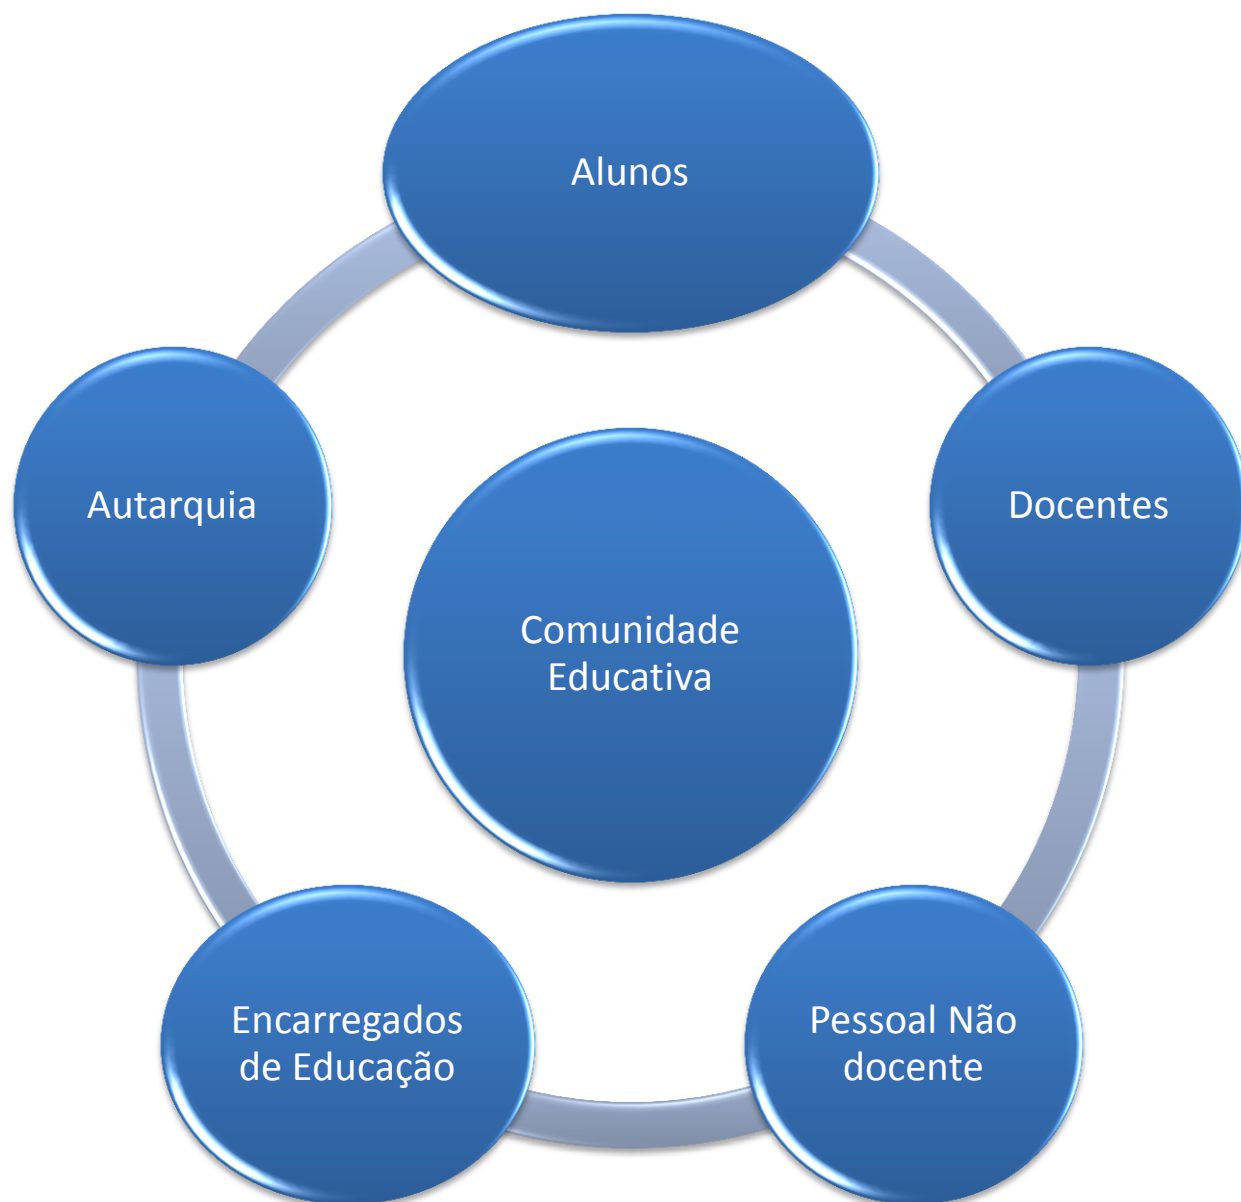 Alunos
Autarquia
Docentes
Comunidade
Educativa
Encarregados
de Educação
Pessoal Não
docente